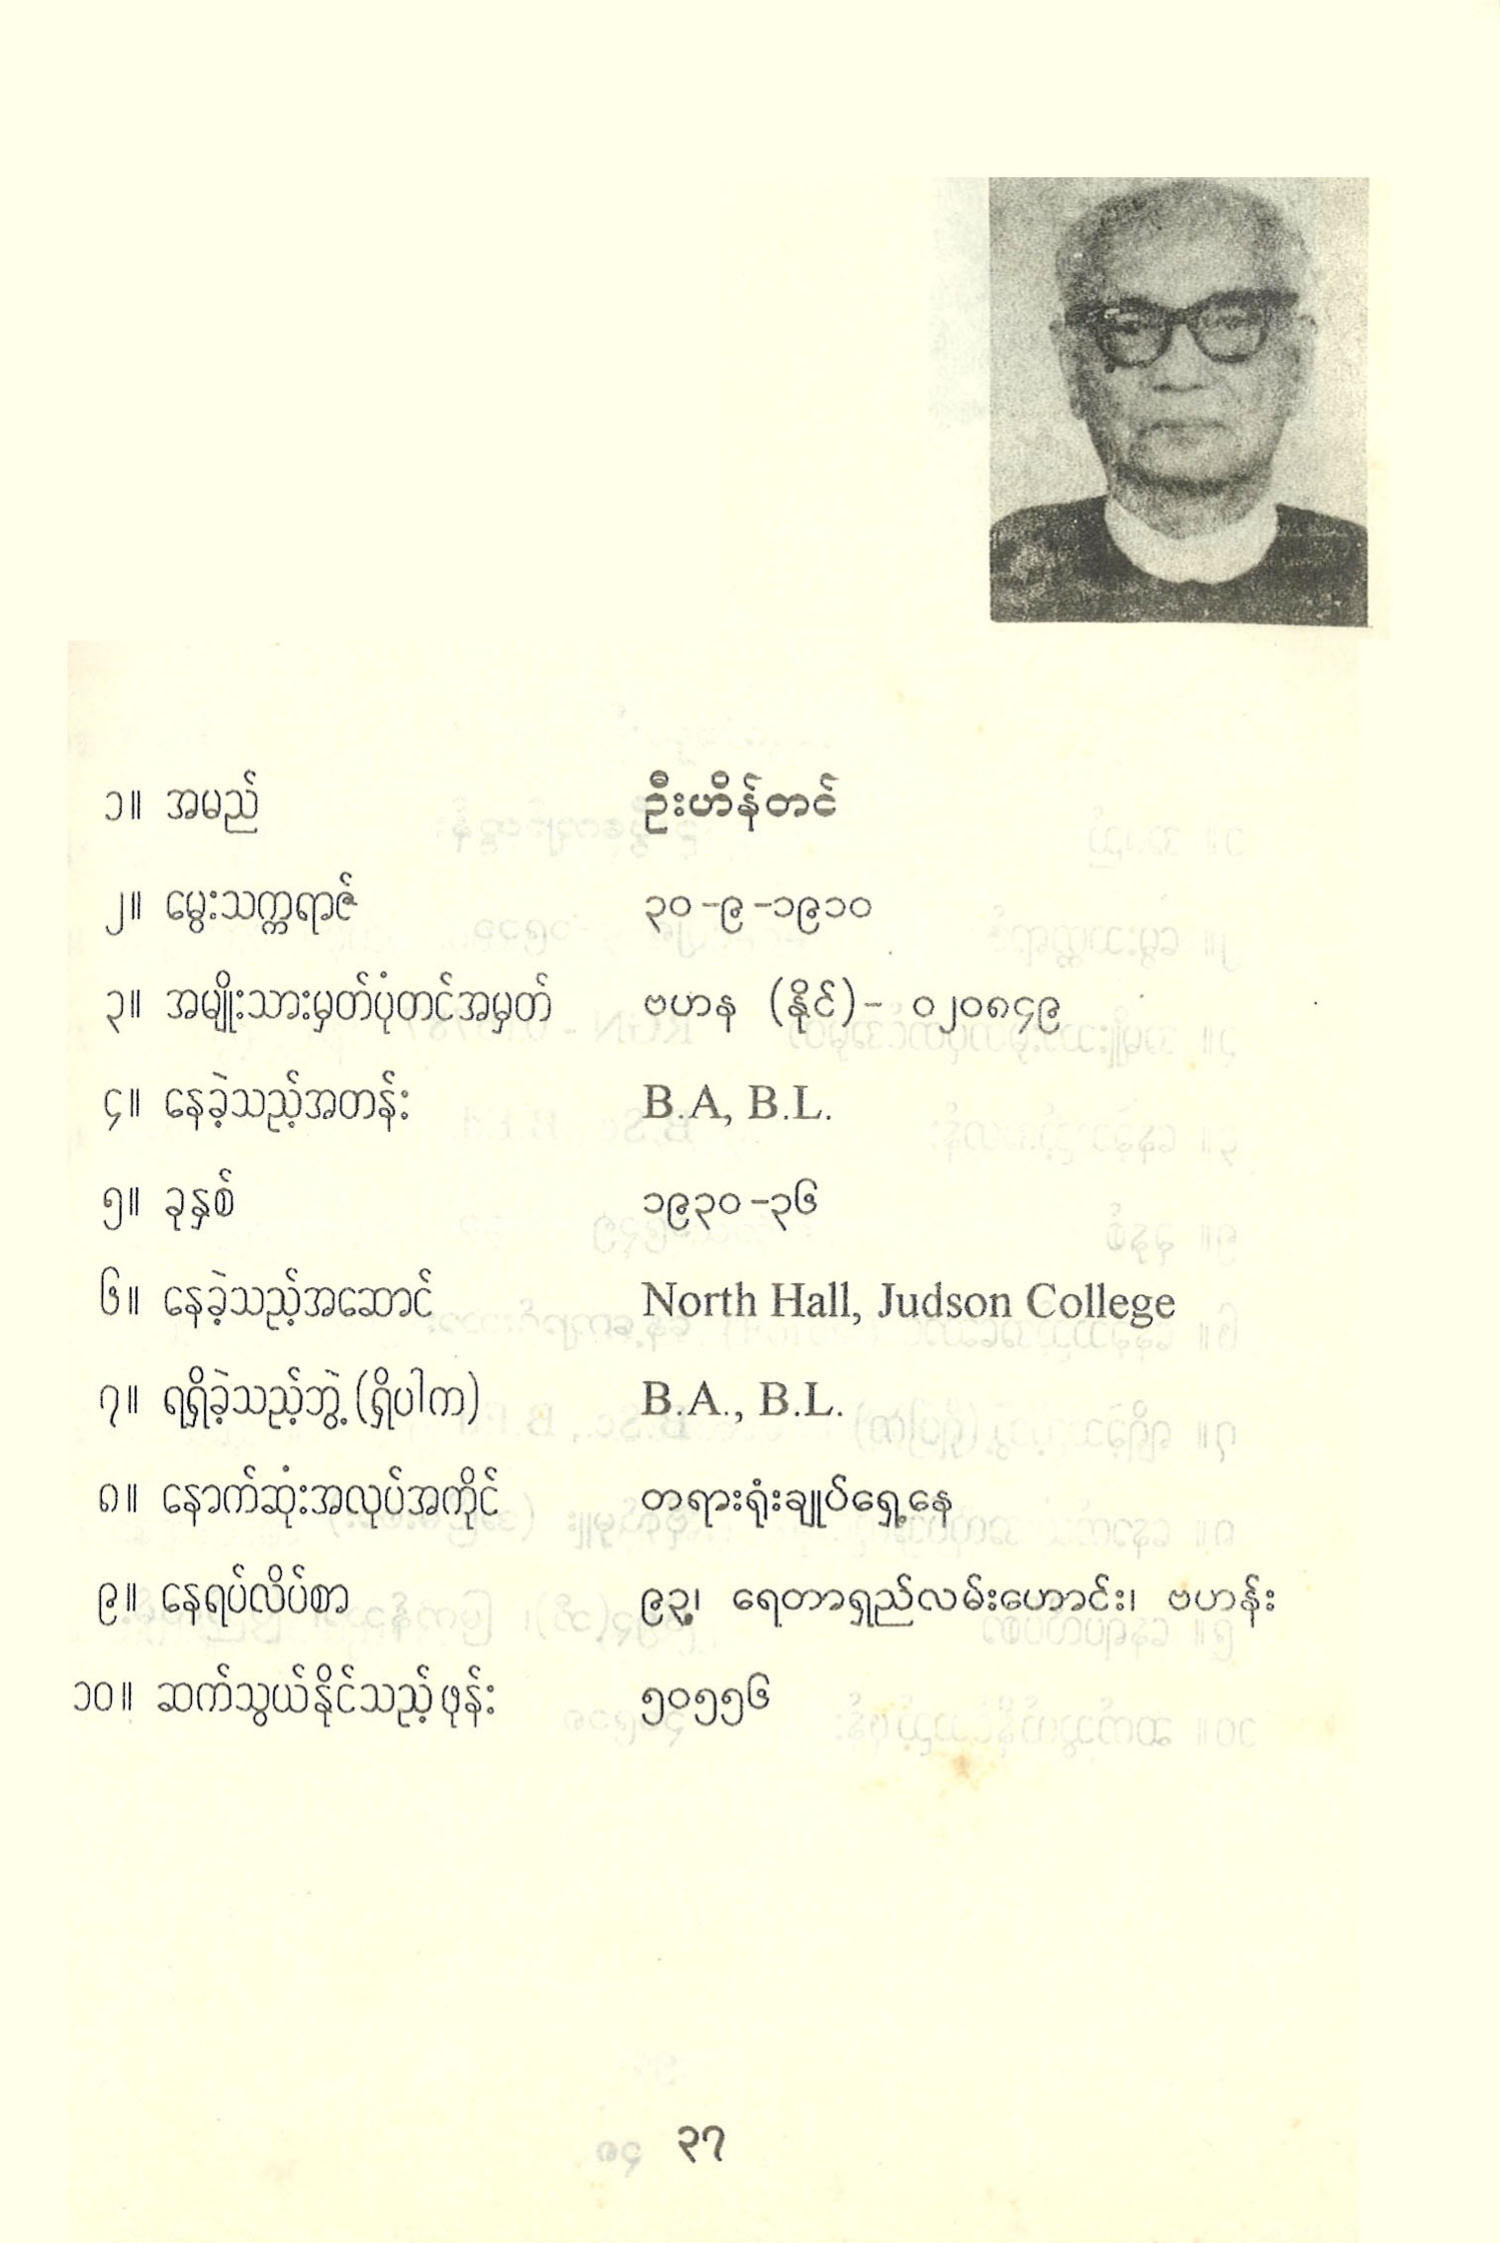 ၁။ အမည် ဦးဟိန်တင်
၂။ မွေးသက္ကရာဇ် ၃၀-၉-၁၉၁၀
၃။ အမျိုးသားမှတ်ပုံတင်အမှတ် ဗဟန (နိုင်)- ၀၂၀၈၄၉
၄။ နေခဲ့သည့်အတန်း B.A, B.L.
၅။ ခုနှစ် ၁၉၃၀-၃၆
၆။ နေခဲ့သည့်အဆောင် North Hall, Judson College
၇။ ရရှိခဲ့သည့်ဘွဲ့ (ရှိပါက) B.A., B.L.
၈။ နောက်ဆုံးအလုပ်အကိုင် တရားရုံးချုပ်ရှေ့နေ
၉။ နေရပ်လိပ်စာ ၉၃၊ ရေတာရှည်လမ်းဟောင်း၊ ဗဟန်း
၁၀။ ဆက်သွယ်နိုင်သည့်ဖုန်း ၅၀၅၅၆
၃၇